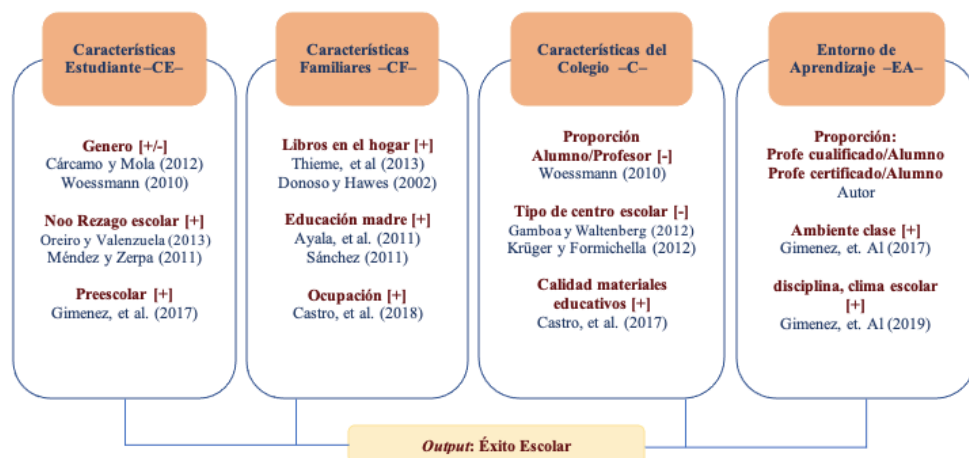 Características
Estudiante –CE–
Genero [+/-]
Cárcamo y Mola (2012)
Woessmann (2010)
Noo Rezago escolar [+]
Oreiro y Valenzuela (2013)
Méndez y Zerpa (2011)
Preescolar [+]
Gimenez, et al. (2017)
Características
Familiares –CF–
Libros en el hogar [+]
Thieme, et al (2013)
Donoso y Hawes (2002)
Educación madre [+]
Ayala, et al. (2011)
Sánchez (2011)
Ocupación [+]
Castro, et al. (2018)
Características del
Colegio –C–
Proporción
Alumno/Profesor [-]
Woessmann (2010)
Tipo de centro escolar [-]
Gamboa y Waltenberg (2012)
Krüger y Formichella (2012)
Calidad materiales
educativos [+]
Castro, et al. (2017)
Entorno de
Aprendizaje –EA–
Proporción:
Profe cualificado/Alumno
Profe certificado/Alumno
Autor
Ambiente clase [+]
Gimenez, et. Al (2017)
disciplina, clima escolar
[+]
Gimenez, et. Al (2019)
Output: Éxito Escolar